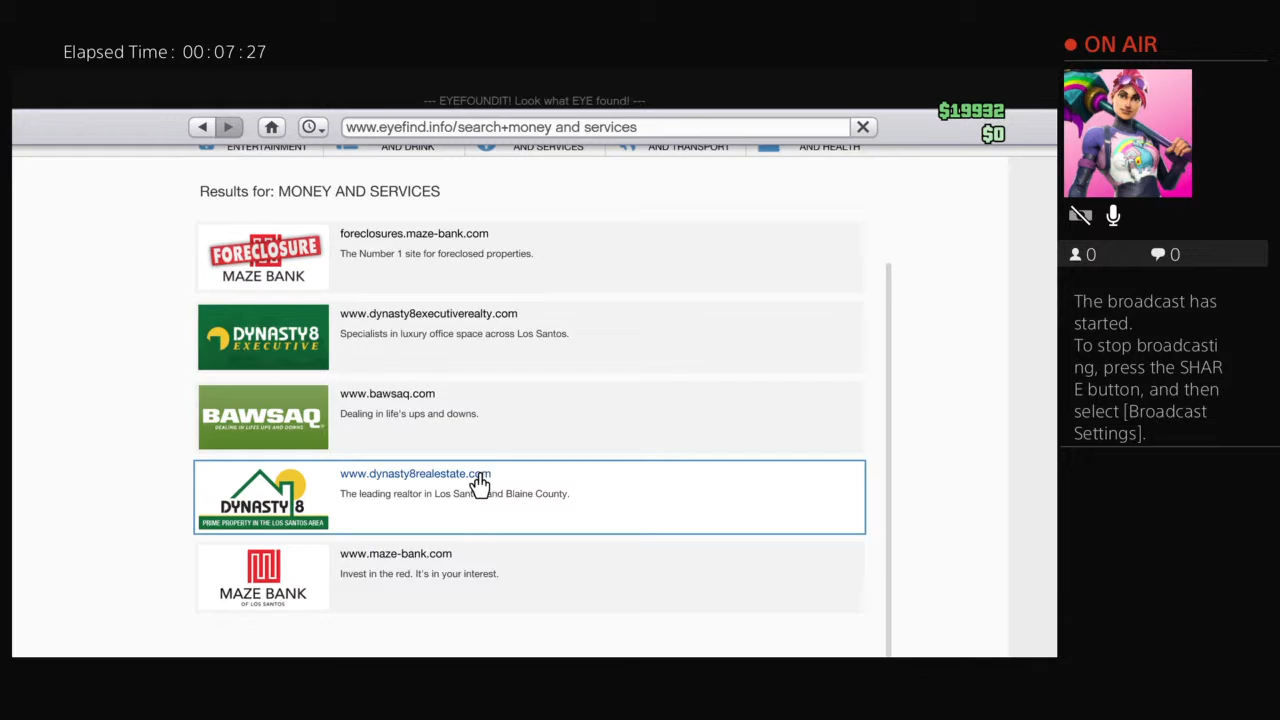 Elapsed Time: 00:07:27
ON AIR
--- EYEFOUNDIT! Look what EYE found! ---
www.eyefind.info/search+money and services
$19932
$0
ENTERTAINMENT
AND DRINK
AND SERVICES
AND TRANSPORT
AND HEALTH
Results for: MONEY AND SERVICES
FORECLOSURE
MAZE BANK
foreclosures.maze-bank.com
The Number 1 site for foreclosed properties.
DYNASTY8
EXECUTIVE
www.dynasty8executiverealty.com
Specialists in luxury office space across Los Santos.
BAWSAQ
DEALING IN LIFE'S UPS AND DOWNS
www.bawsaq.com
Dealing in life's ups and downs.
DYNASTY 8
PRIME PROPERTY IN THE LOS SANTOS AREA
www.dynasty8realestate.com
The leading realtor in Los and Blaine County.
MAZE BANK
OF LOS SANTOS
www.maze-bank.com
Invest in the red. It's in your interest.
0
0
The broadcast has
started.
To stop broadcasti
ng, press the SHAR
E button, and then
select [Broadcast
Settings].